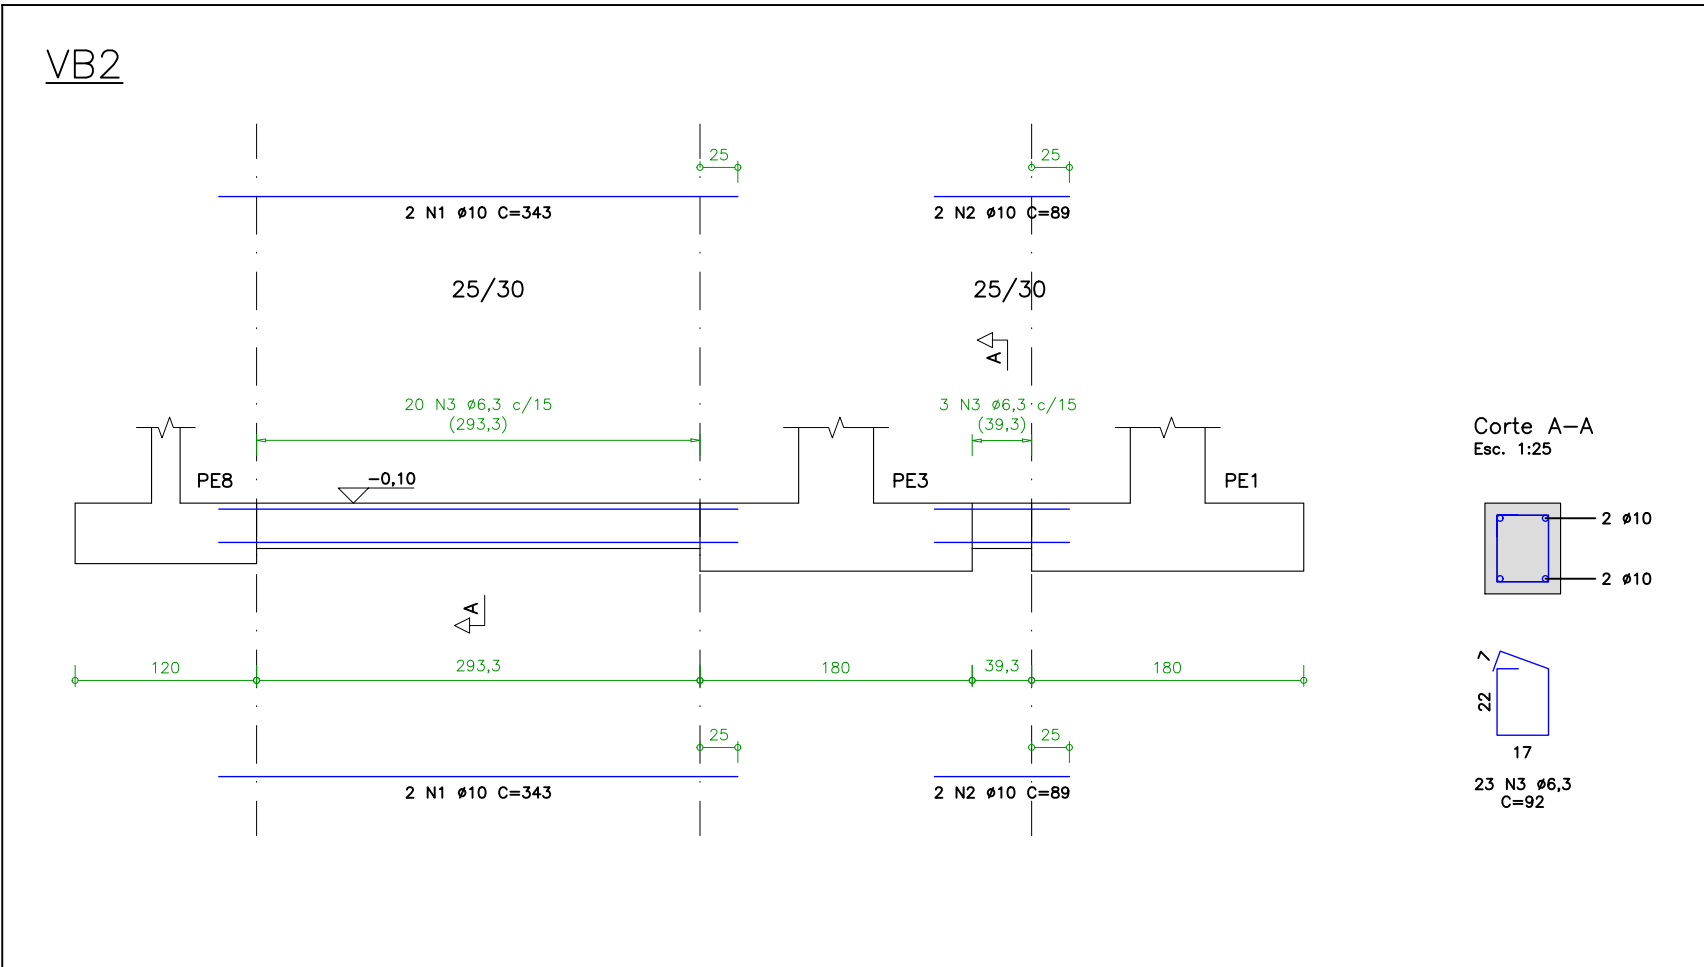 VB2
25
25
2 N1 ø10 C=343
2 N2 ø10 C=89
25/30
25/30
A
20 N3 ø6,3 c/15
(293,3)
3 N3 ø6,3 c/15
(39,3)
PE8
-0,10
PE3
PE1
A
120
293,3
180
39,3
180
25
25
2 N1 ø10 C=343
2 N2 ø10 C=89
Corte A-A
Esc. 1:25
2 ø10
2 ø10
7
22
17
23 N3 ø6,3
C=92